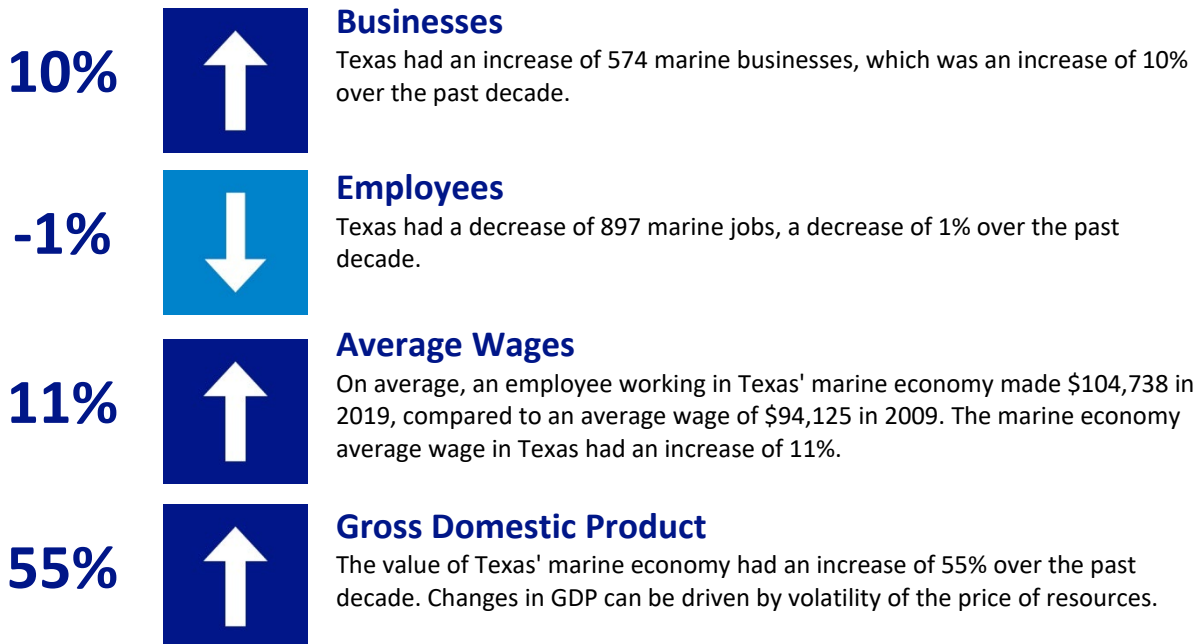 10%
Businesses
Texas had an increase of 574 marine businesses, which was an increase of 10%
over the past decade.
-1%
Employees
Texas had a decrease of 897 marine jobs, a decrease of 1% over the past
decade.
11%
Average Wages
On average, an employee working in Texas' marine economy made $104,738 in
2019, compared to an average wage of $94,125 in 2009. The marine economy
average wage in Texas had an increase of 11%.
55%
Gross Domestic Product
The value of Texas' marine economy had an increase of 55% over the past
decade. Changes in GDP can be driven by volatility of the price of resources.